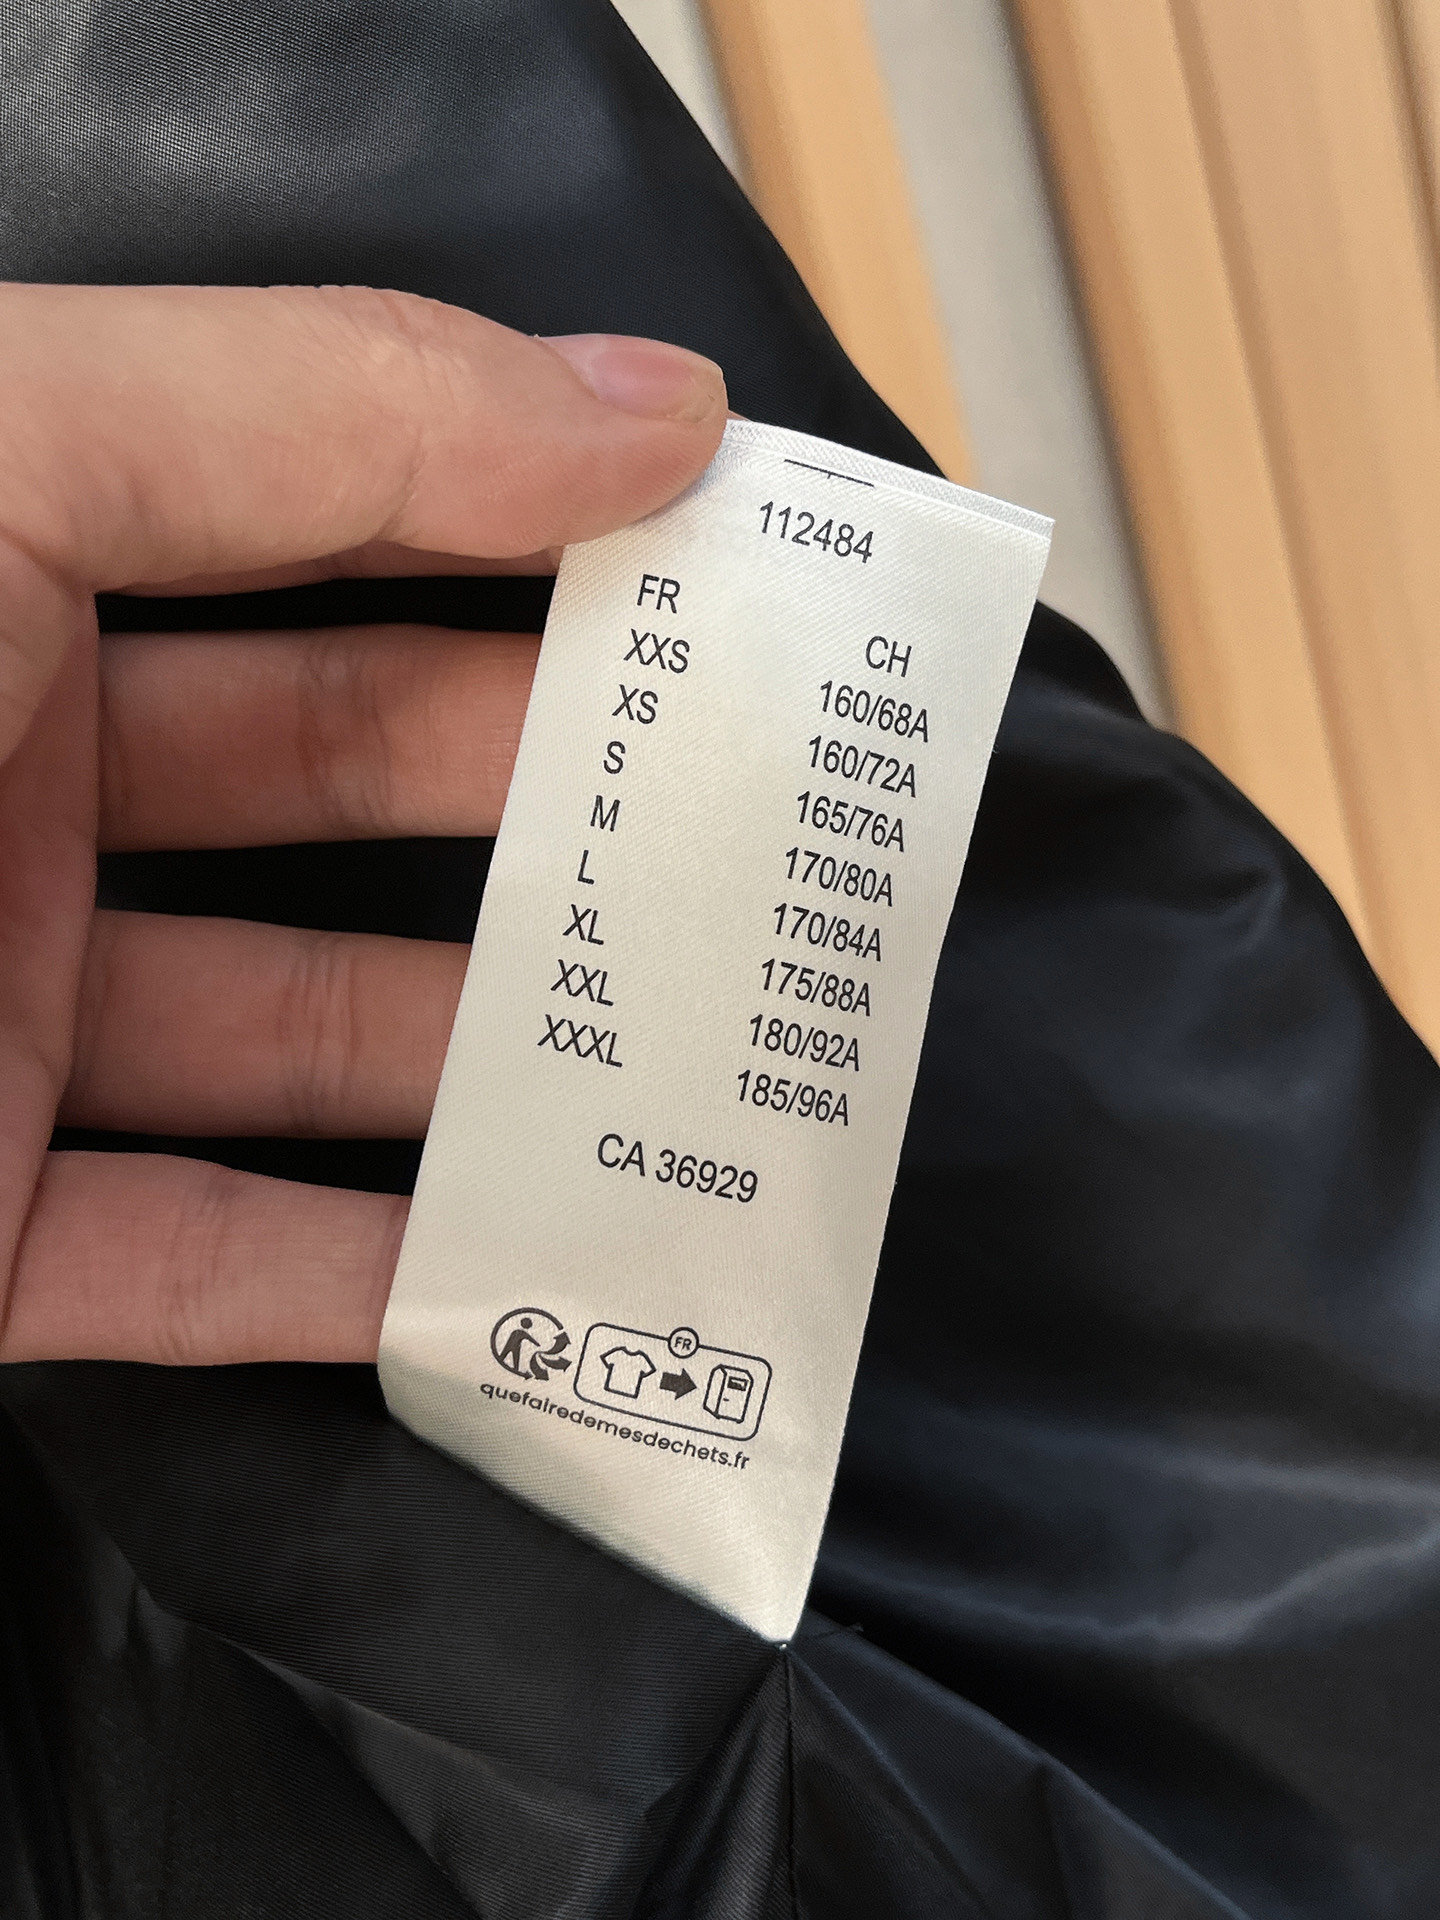 112484
FR CH
XXS 160/68A
XS 160/72A
S 165/76A
M 170/80A
L 170/84A
XL 175/88A
XXL 180/92A
XXXL 185/96A
CA 36929
FR
quefairedemesdechets.fr